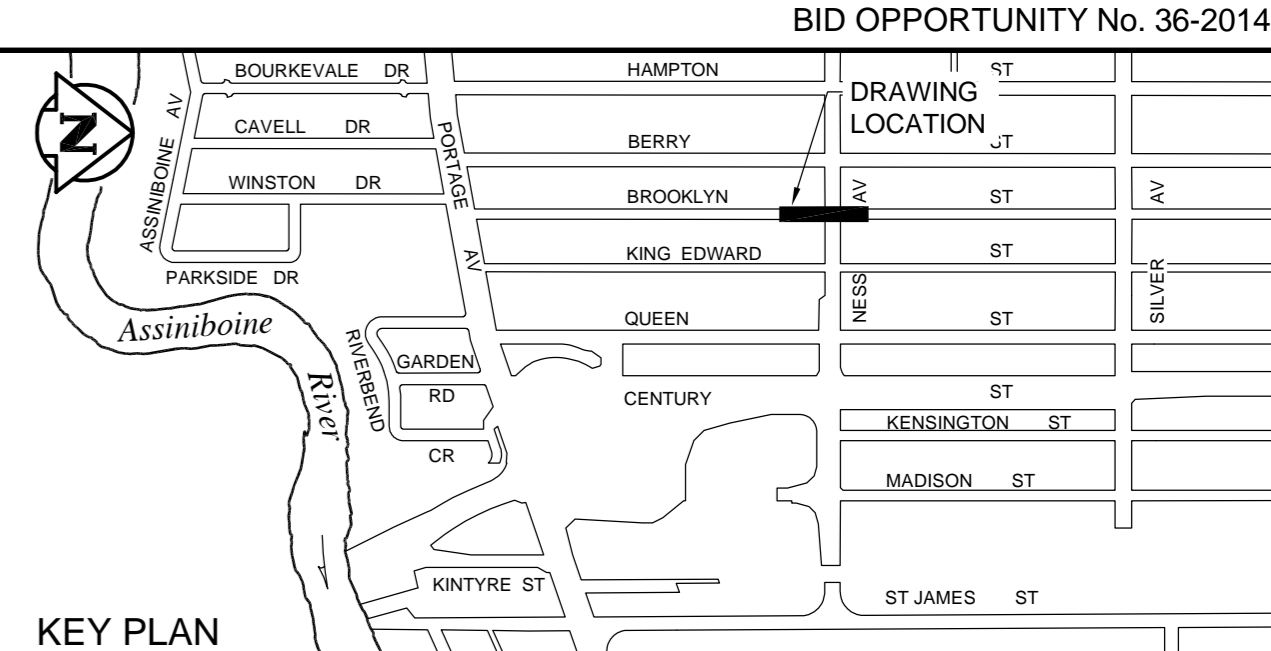 BID OPPORTUNITY No. 36-2014
N
BOURKEVALE DR
HAMPTON ST
DRAWING
LOCATION
ASSINIBOINE AV
CAVELL DR
PORTAGE AV
BERRY ST
WINSTON DR
BROOKLYN ST
NESS AV
SILVER AV
KING EDWARD ST
PARKSIDE DR
Assiniboine River
QUEEN ST
RIVERBEND CR
GARDEN RD
CENTURY ST
KENSINGTON ST
MADISON ST
KINTYRE ST
ST JAMES ST
KEY PLAN